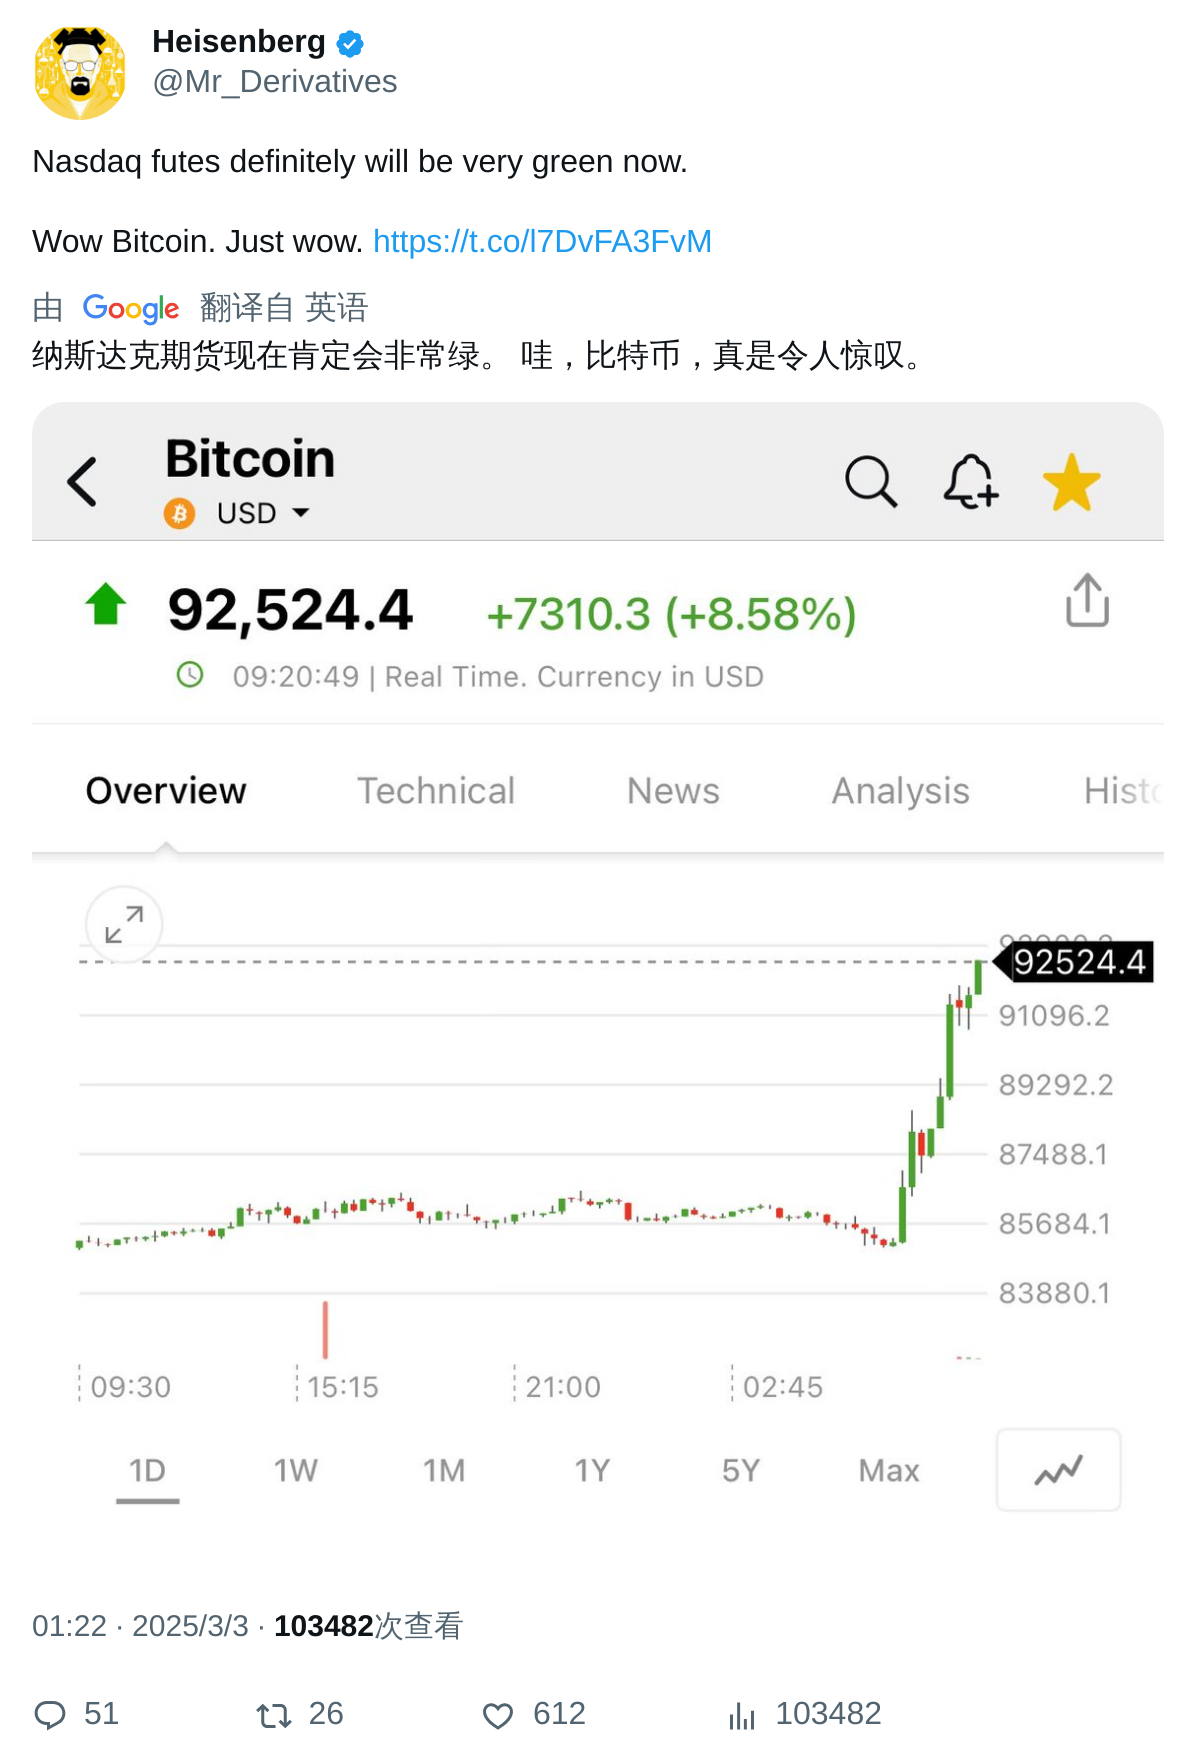 Heisenberg
@Mr_Derivatives
Nasdaq futes definitely will be very green now.
Wow Bitcoin. Just wow. https://t.co/l7DvFA3FvM
由 Google 翻译自 英语
纳斯达克期货现在肯定会非常绿。 哇，比特币，真是令人惊叹。
Bitcoin
USD
92,524.4 +7310.3 (+8.58%)
09:20:49 | Real Time. Currency in USD
Overview Technical News Analysis
92524.4
91096.2
89292.2
87488.1
85684.1
83880.1
09:30 15:15 21:00 02:45
1D 1W 1M 1Y 5Y Max
01:22 · 2025/3/3 · 103482次查看
51 26 612 103482